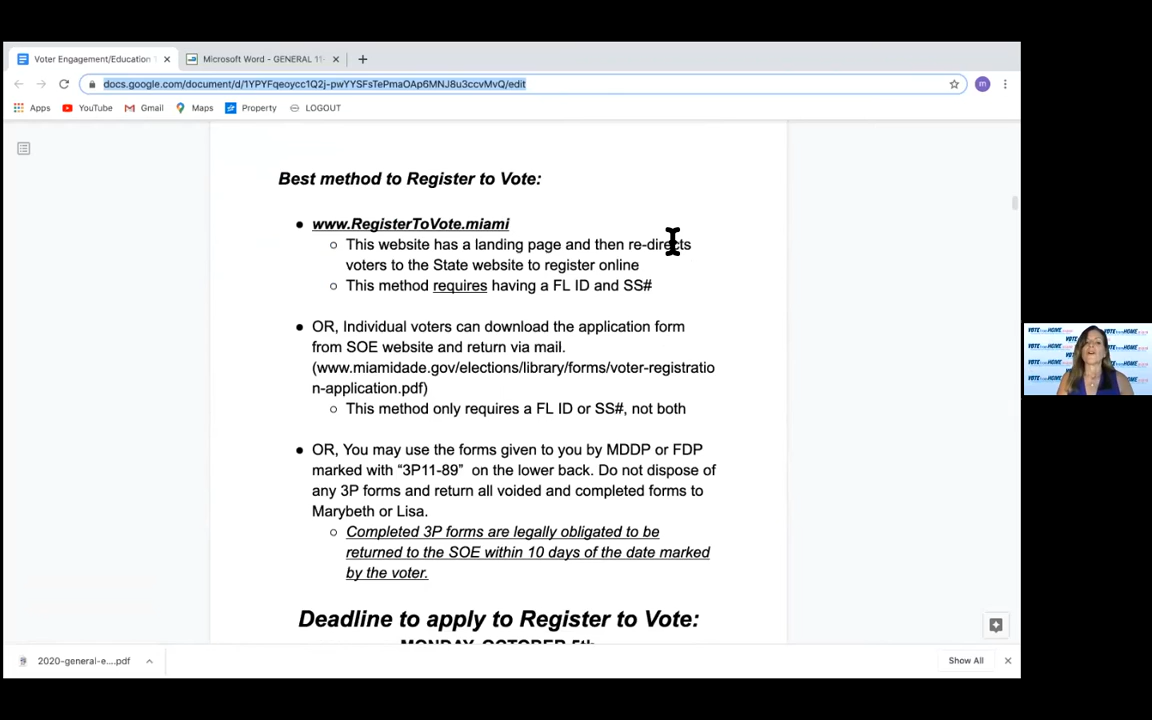 Voter Engagement/Education
Microsoft Word - GENERAL 11-
docs.google.com/document/d/1YPYFqeoycc1Q2j-pwYYSFsTePmaOAp6MNJ8u3ccvMvQ/edit
m
Apps YouTube Gmail Maps Property LOGOUT
Best method to Register to Vote:
• www.RegisterToVote.miami
This website has a landing page and then re-directs
voters to the State website to register online
This method requires having a FL ID and SS#
• OR, Individual voters can download the application form
from SOE website and return via mail.
(www.miamidade.gov/elections/library/forms/voter-registratio
n-application.pdf)
This method only requires a FL ID or SS#, not both
• OR, You may use the forms given to you by MDDP or FDP
marked with “3P11-89” on the lower back. Do not dispose of
any 3P forms and return all voided and completed forms to
Marybeth or Lisa.
Completed 3P forms are legally obligated to be
returned to the SOE within 10 days of the date marked
by the voter.
Deadline to apply to Register to Vote:
MONDAY, OCTOBER 5th
2020-general-e....pdf
Show All